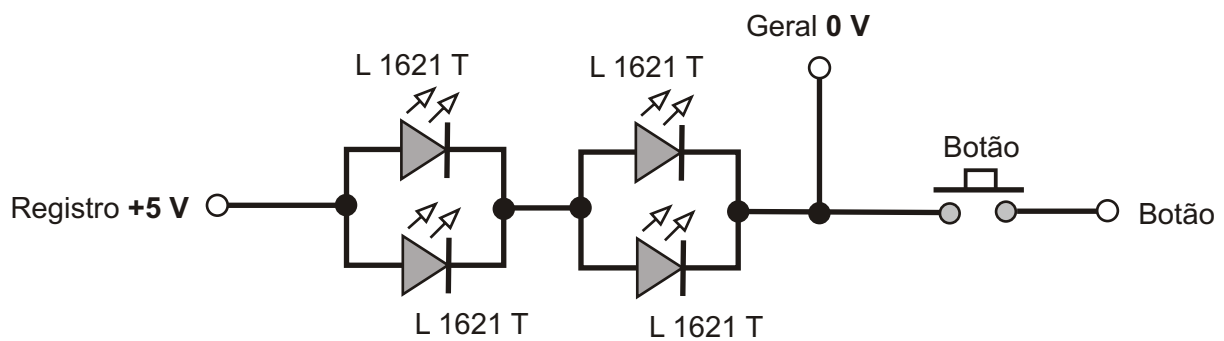 Geral 0 V
L 1621 T
L 1621 T
Botão
Registro +5 V
Botão
L 1621 T
L 1621 T